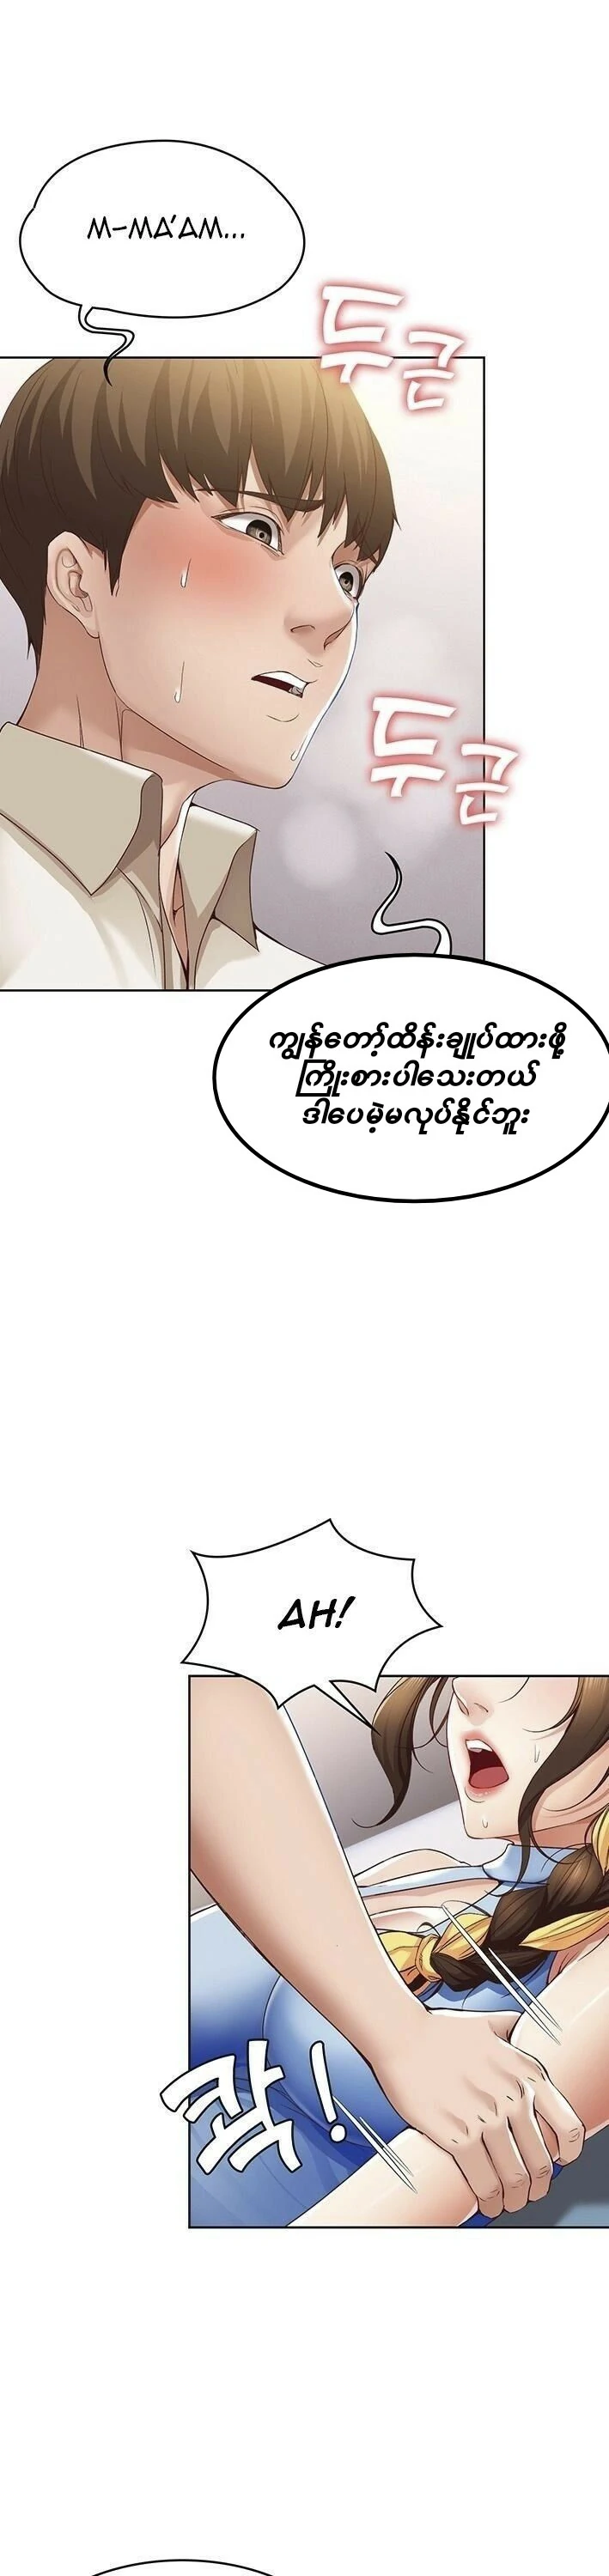 M-MA'AM...
두근
두근
ကျွန်တော့်ထိန်းချုပ်ထားဖို့
ကြိုးစားပါသေးတယ်
ဒါပေမဲ့မလုပ်နိုင်ဘူး
AH!
콱!